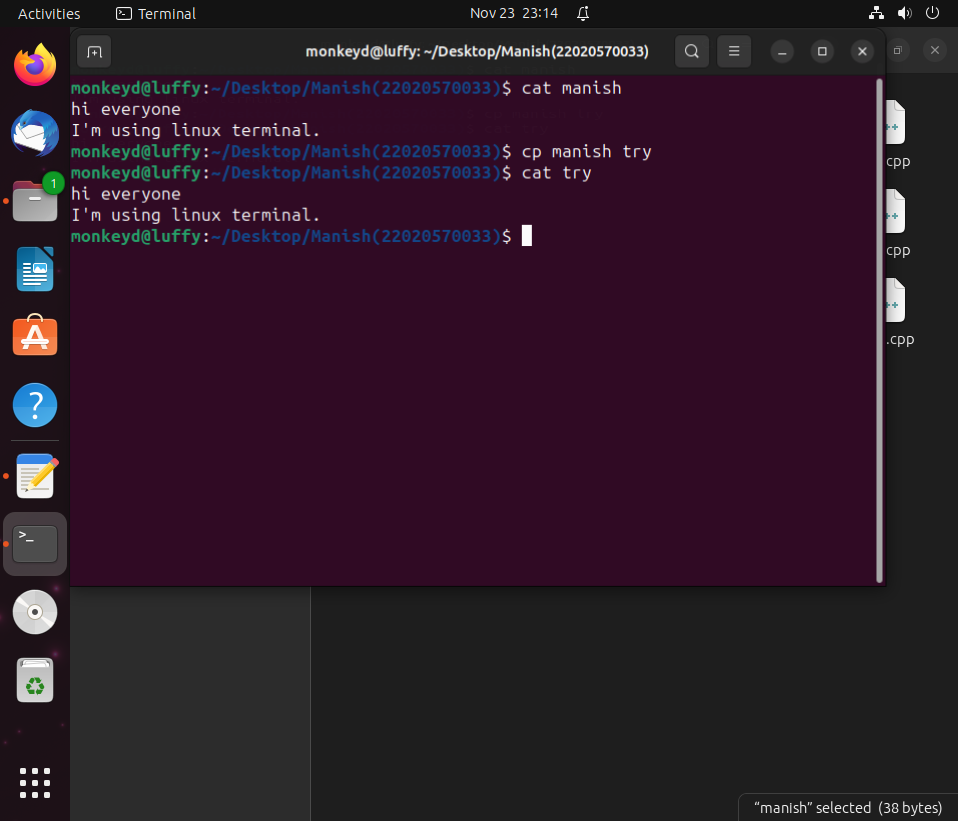 Activities
Terminal
Nov 23 23:14
monkeyd@luffy: ~/Desktop/Manish(22020570033)
monkeyd@luffy:~/Desktop/Manish(22020570033)$ cat manish
hi everyone
I'm using linux terminal.
monkeyd@luffy:~/Desktop/Manish(22020570033)$ cp manish try
monkeyd@luffy:~/Desktop/Manish(22020570033)$ cat try
hi everyone
I'm using linux terminal.
monkeyd@luffy:~/Desktop/Manish(22020570033)$
1
?
>_
cpp
cpp
.cpp
“manish” selected (38 bytes)